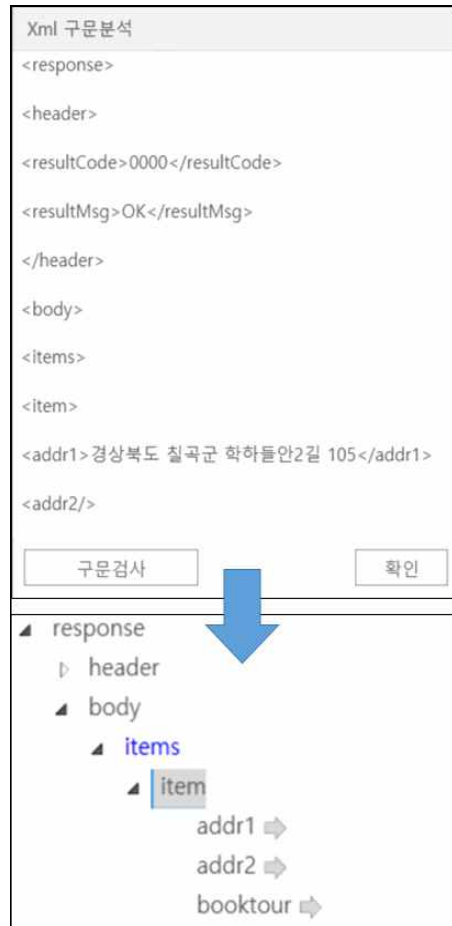 Xml 구문분석
<response>
<header>
<resultCode>0000</resultCode>
<resultMsg>OK</resultMsg>
</header>
<body>
<items>
<item>
<addr1>경상북도 칠곡군 학하들안2길 105</addr1>
<addr2/>
구문검사 확인
response
header
body
items
item
addr1
addr2
booktour